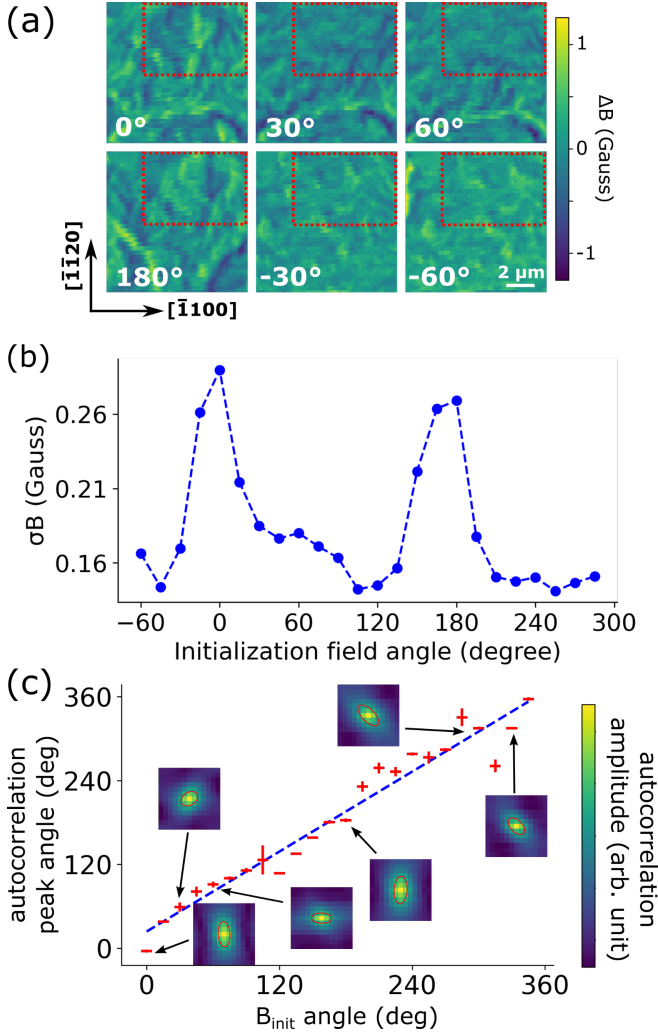 (a)
0°
30°
60°
180°
-30°
-60°
2 μm
[1̄1̄20]
[1̄100]
1
0
-1
ΔB (Gauss)
(b)
0.26
0.21
0.16
σB (Gauss)
−60
0
60
120
180
240
300
Initialization field angle (degree)
(c)
360
240
120
0
autocorrelation
peak angle (deg)
0
120
240
360
B_init angle (deg)
autocorrelation
amplitude (arb. unit)